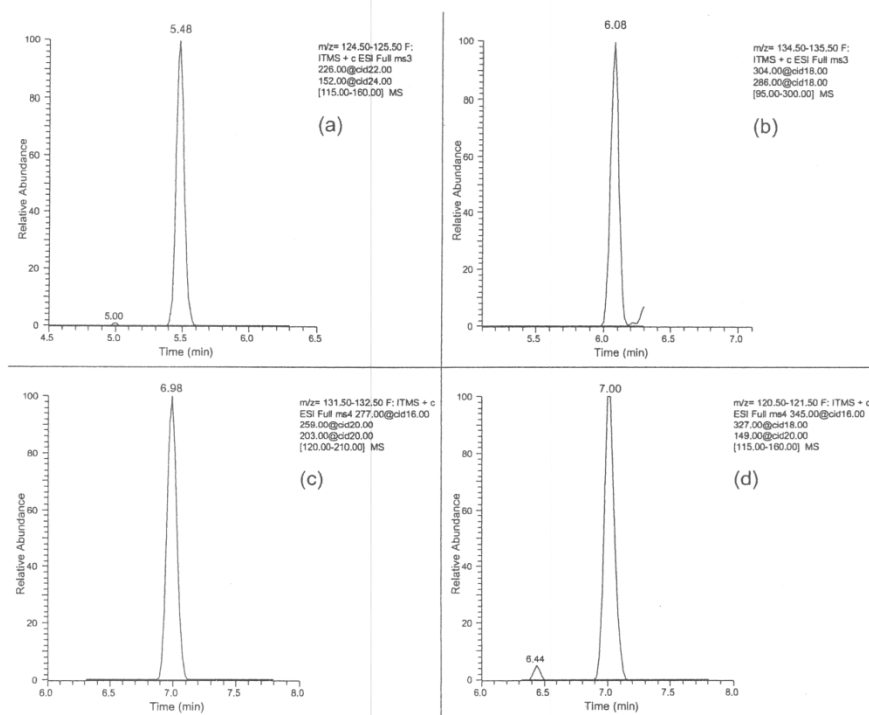 5.48
m/z= 124.50-125.50 F:
ITMS + c ESI Full ms3
226.00@cid22.00
152.00@cid24.00
[115.00-160.00] MS
(a)
100
80
60
40
20
0
Relative Abundance
5.00
4.5 5.0 5.5 6.0 6.5
Time (min)
6.08
m/z= 134.50-135.50 F:
ITMS + c ESI Full ms3
304.00@cid18.00
286.00@cid18.00
[95.00-300.00] MS
(b)
100
80
60
40
20
0
Relative Abundance
5.5 6.0 6.5 7.0
Time (min)
6.98
m/z= 131.50-132.50 F: ITMS + c
ESI Full ms4 277.00@cid16.00
259.00@cid20.00
203.00@cid20.00
[120.00-210.00] MS
(c)
100
80
60
40
20
0
Relative Abundance
6.0 6.5 7.0 7.5 8.0
Time (min)
7.00
m/z= 120.50-121.50 F: ITMS + c
ESI Full ms4 345.00@cid16.00
327.00@cid18.00
149.00@cid20.00
[115.00-160.00] MS
(d)
100
80
60
40
20
0
Relative Abundance
6.44
6.0 6.5 7.0 7.5 8.0
Time (min)